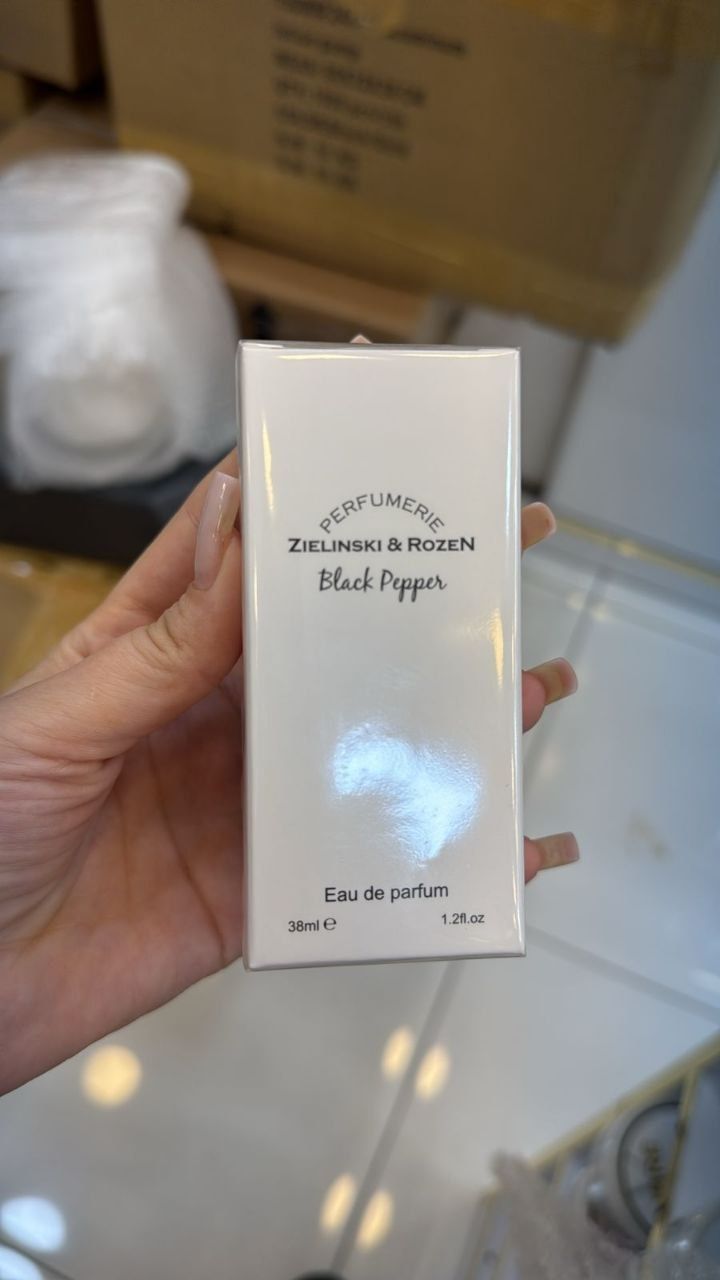 PERFUMERIE
ZIELINSKI & ROZEN
Black Pepper
Eau de parfum
38ml ℮
1.2fl.oz